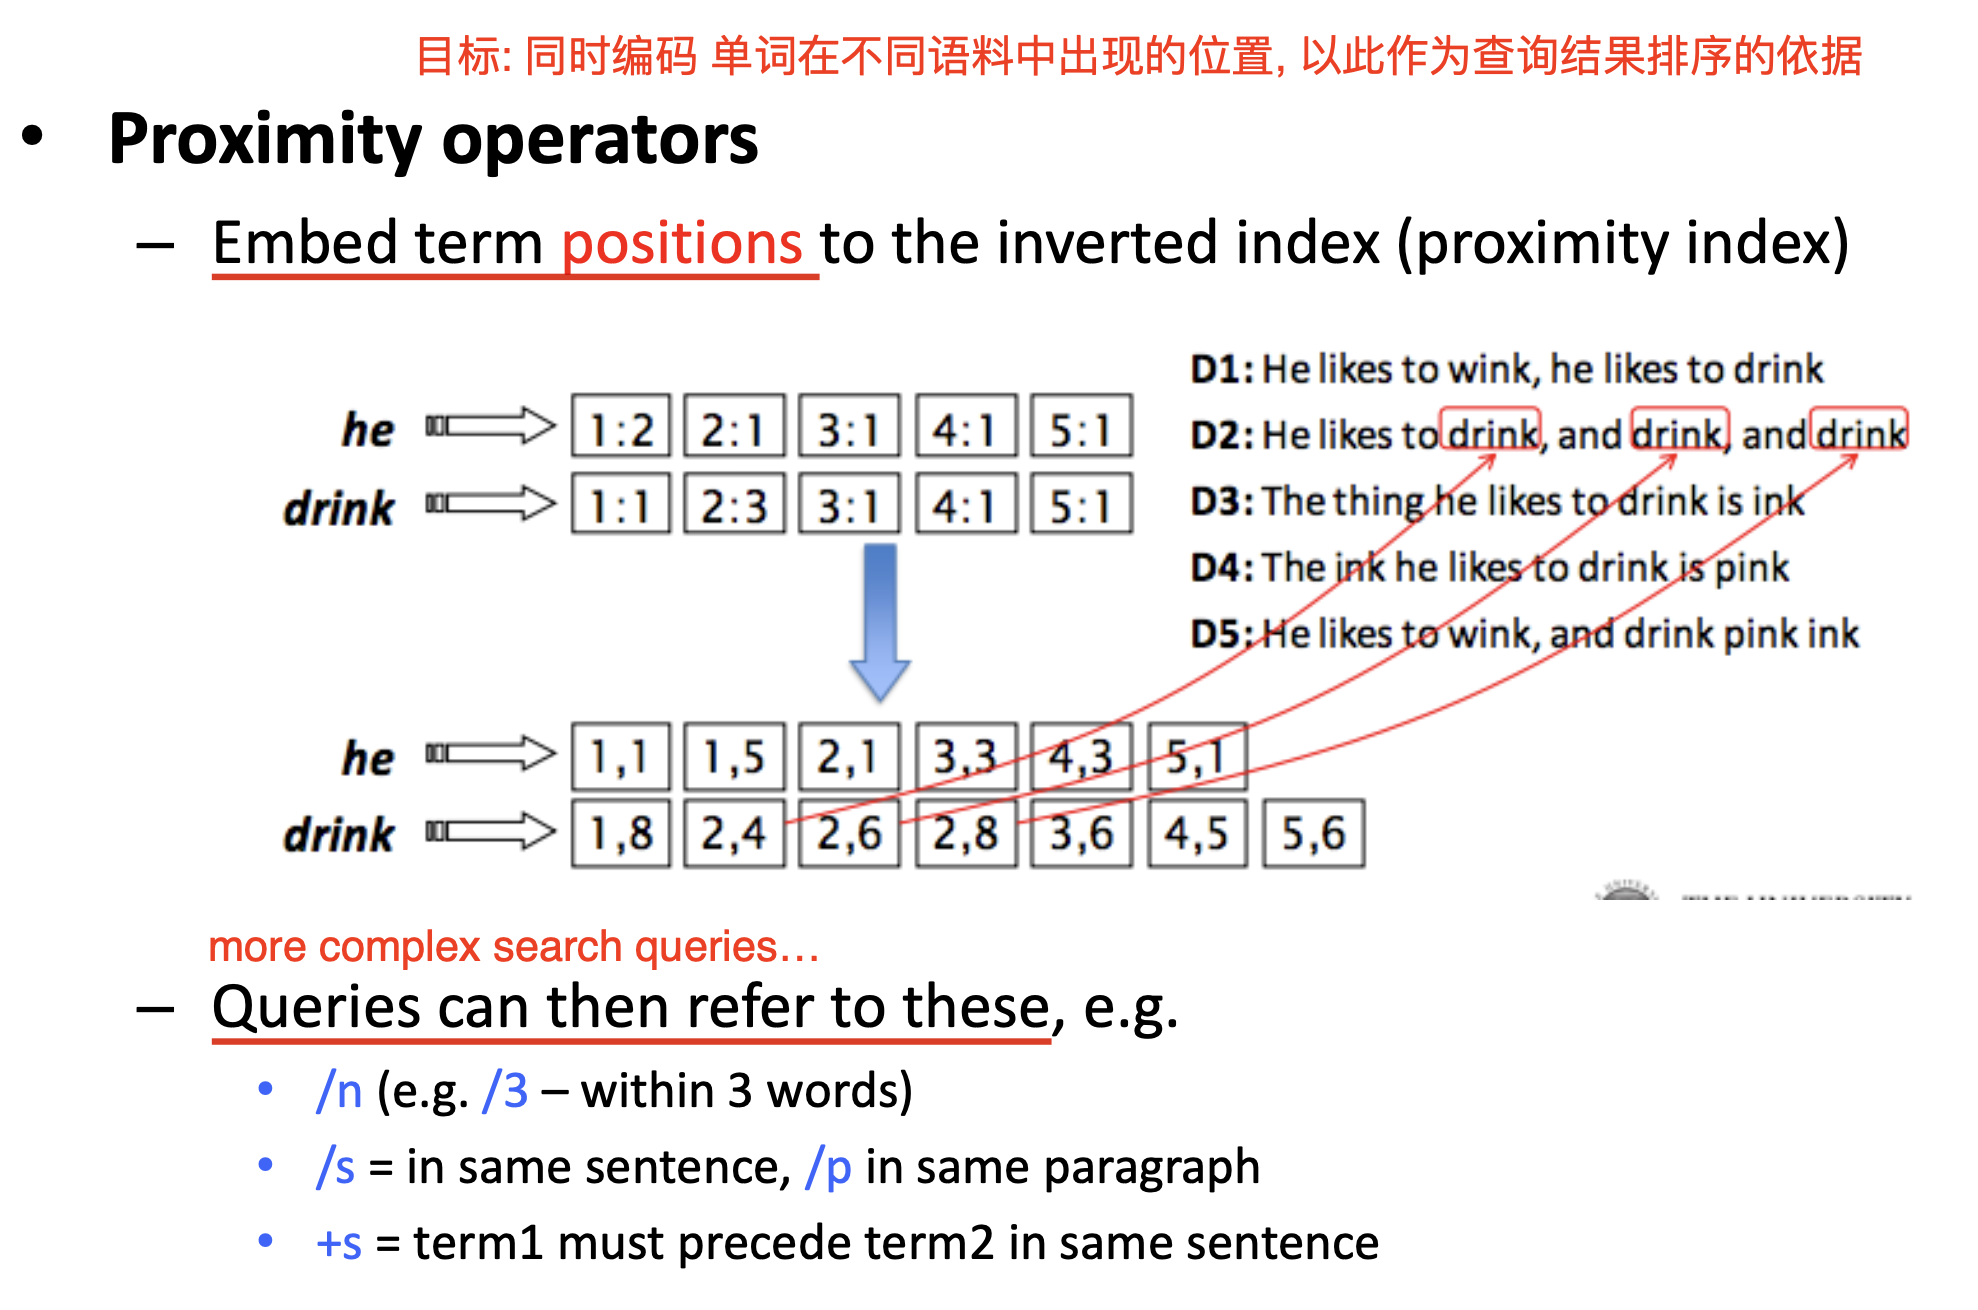 目标: 同时编码 单词在不同语料中出现的位置, 以此作为查询结果排序的依据
• Proximity operators
– Embed term positions to the inverted index (proximity index)
he 1:2 2:1 3:1 4:1 5:1
drink 1:1 2:3 3:1 4:1 5:1
D1: He likes to wink, he likes to drink
D2: He likes to drink, and drink, and drink
D3: The thing he likes to drink is ink
D4: The ink he likes to drink is pink
D5: He likes to wink, and drink pink ink
he 1,1 1,5 2,1 3,3 4,3 5,1
drink 1,8 2,4 2,6 2,8 3,6 4,5 5,6
more complex search queries…
– Queries can then refer to these, e.g.
• /n (e.g. /3 – within 3 words)
• /s = in same sentence, /p in same paragraph
• +s = term1 must precede term2 in same sentence